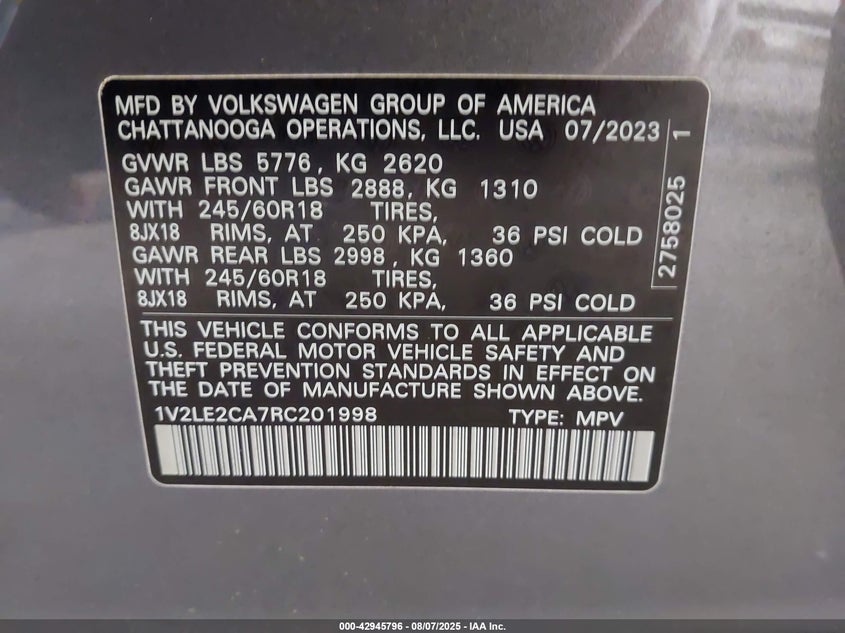 MFD BY VOLKSWAGEN GROUP OF AMERICA
CHATTANOOGA OPERATIONS, LLC. USA 07/2023
GVWR LBS 5776, KG 2620
GAWR FRONT LBS 2888, KG 1310
WITH 245/60R18 TIRES,
8JX18 RIMS, AT 250 KPA, 36 PSI COLD
GAWR REAR LBS 2998, KG 1360
WITH 245/60R18 TIRES,
8JX18 RIMS, AT 250 KPA, 36 PSI COLD
2758025 1
THIS VEHICLE CONFORMS TO ALL APPLICABLE
U.S. FEDERAL MOTOR VEHICLE SAFETY AND
THEFT PREVENTION STANDARDS IN EFFECT ON
THE DATE OF MANUFACTURE SHOWN ABOVE.
1V2LE2CA7RC201998 TYPE: MPV
000-42945796 - 08/07/2025 - IAA Inc.